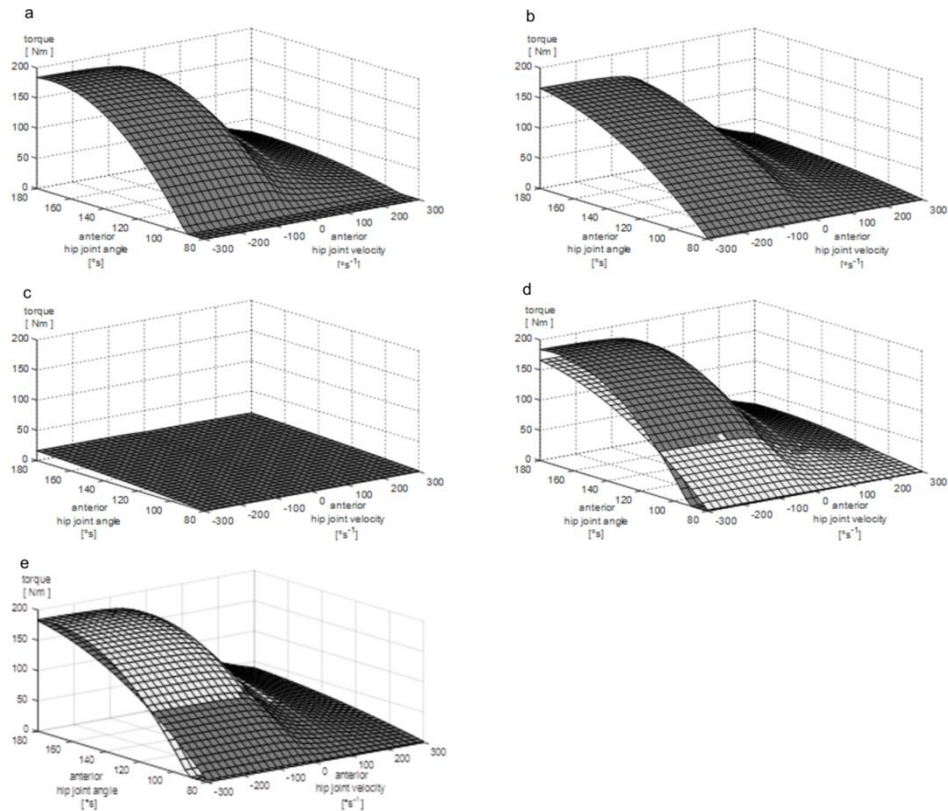 a
torque
[ Nm ]
200
150
100
50
0
180
160
140
120
100
80
anterior
hip joint angle
[°s]
-300
-200
-100
0
100
200
300
anterior
hip joint velocity
[°s⁻¹]
b
torque
[ Nm ]
200
150
100
50
0
180
160
140
120
100
80
anterior
hip joint angle
[°s]
-300
-200
-100
0
100
200
300
anterior
hip joint velocity
[°s⁻¹]
c
torque
[ Nm ]
200
150
100
50
0
180
160
140
120
100
80
anterior
hip joint angle
[°s]
-300
-200
-100
0
100
200
300
anterior
hip joint velocity
[°s⁻¹]
d
torque
[ Nm ]
200
150
100
50
0
180
160
140
120
100
80
anterior
hip joint angle
[°s]
-300
-200
-100
0
100
200
300
anterior
hip joint velocity
[°s⁻¹]
e
torque
[ Nm ]
200
150
100
50
0
180
160
140
120
100
80
anterior
hip joint angle
[°s]
-300
-200
-100
0
100
200
300
anterior
hip joint velocity
[°s⁻¹]